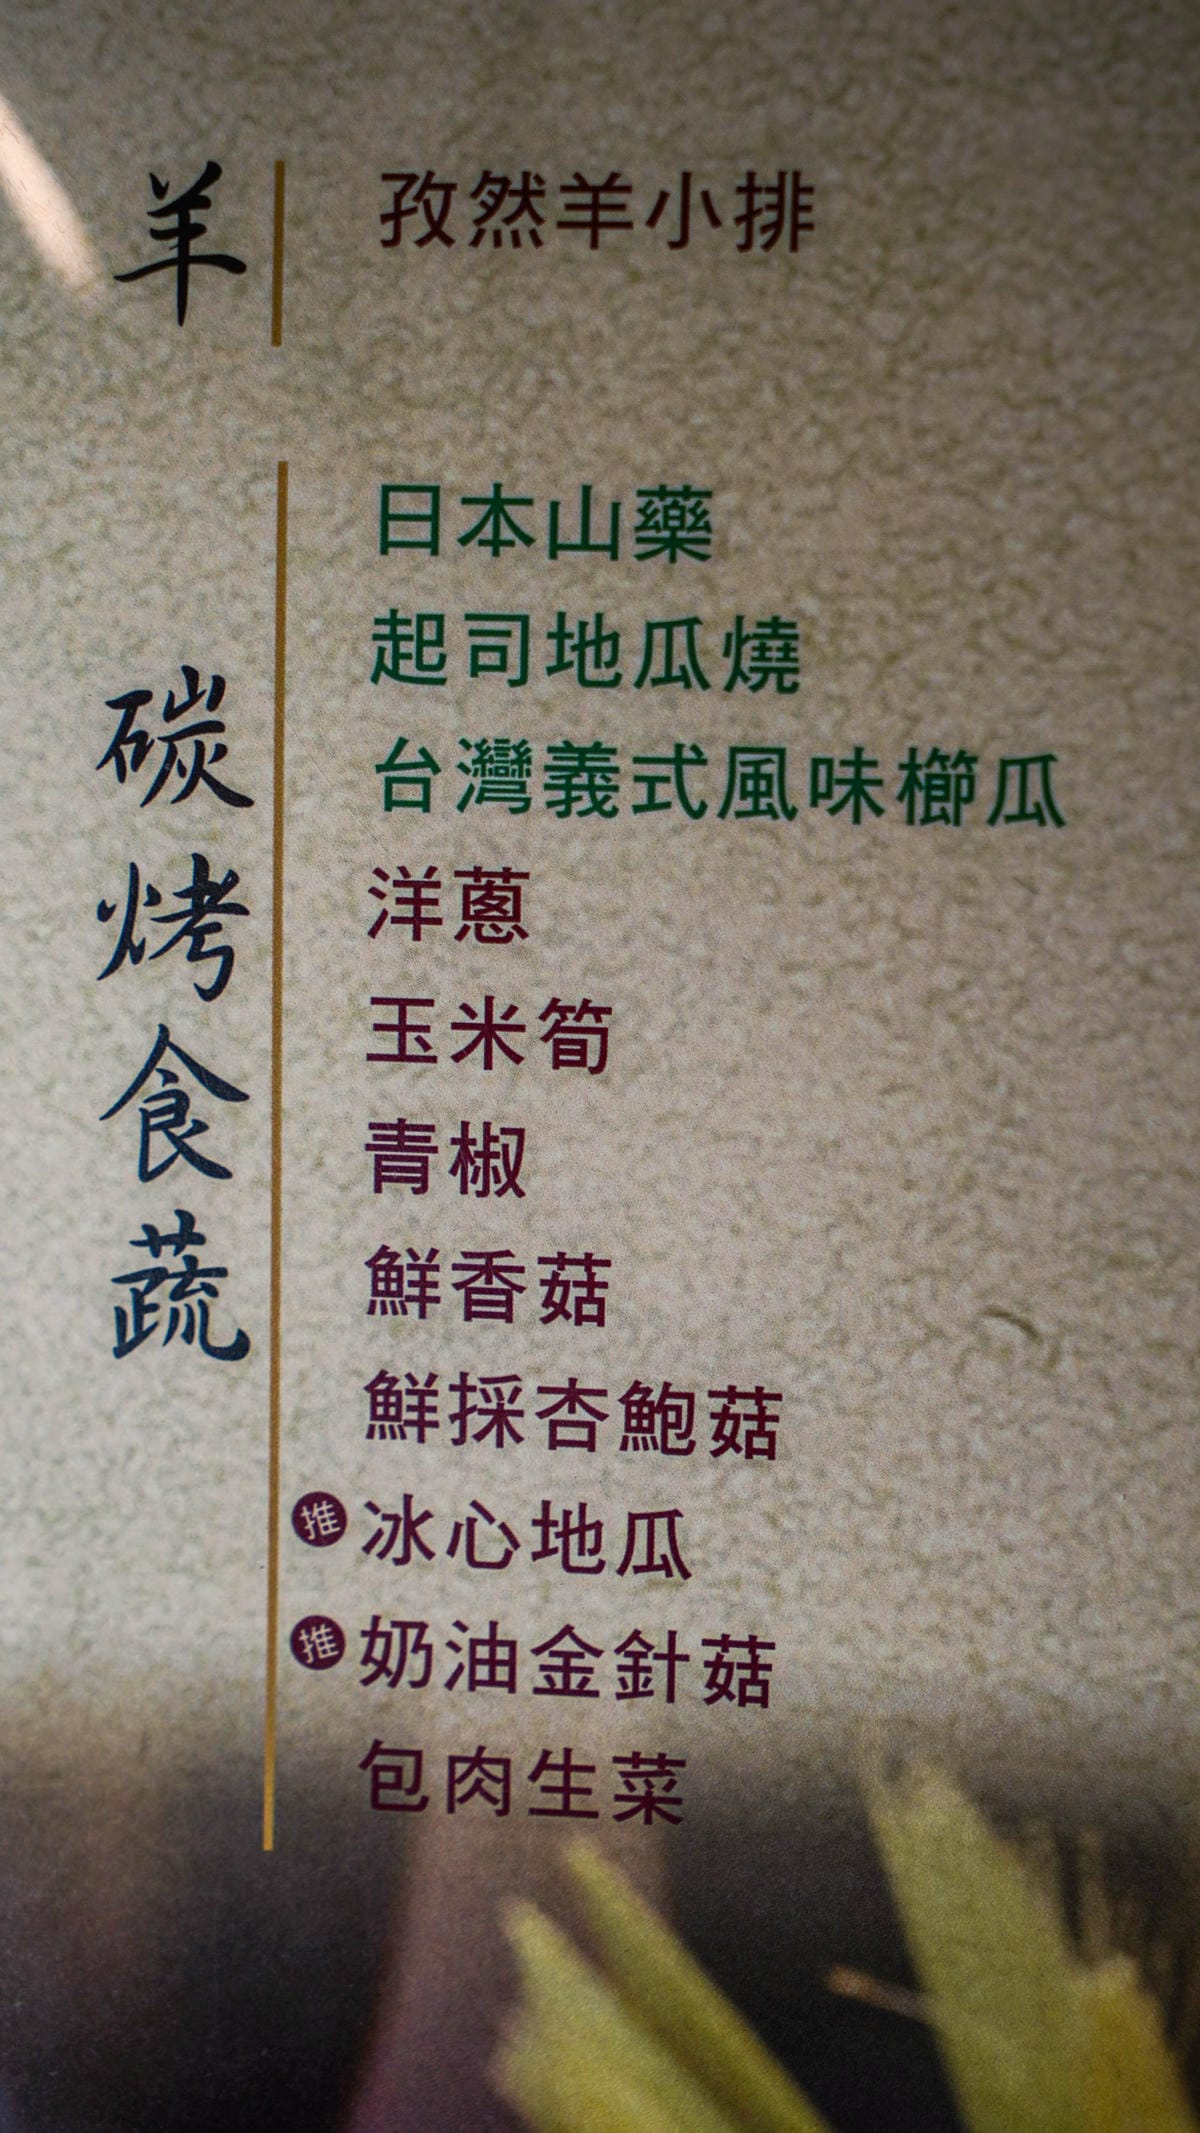 羊
孜然羊小排
碳烤食蔬
日本山藥
起司地瓜燒
台灣義式風味櫛瓜
洋蔥
玉米筍
青椒
鮮香菇
鮮採杏鮑菇
推 冰心地瓜
推 奶油金針菇
包肉生菜